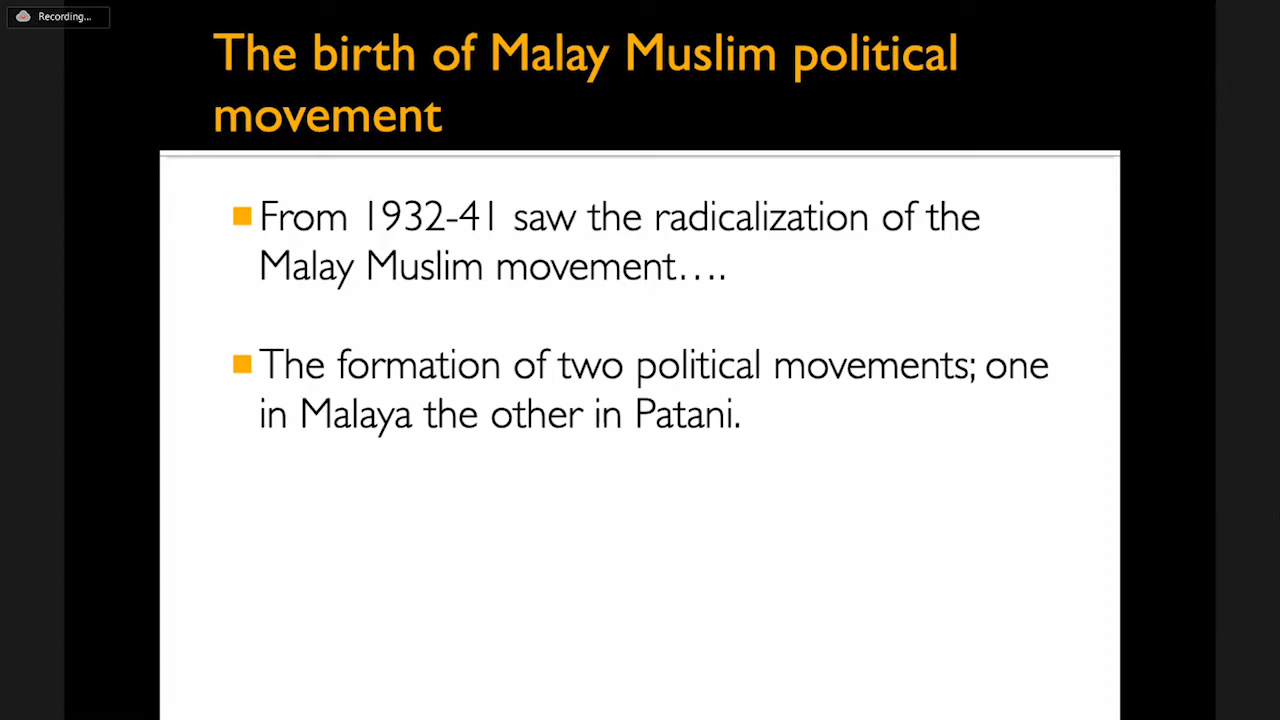 Recording...
The birth of Malay Muslim political
movement
From 1932-41 saw the radicalization of the
Malay Muslim movement….
The formation of two political movements; one
in Malaya the other in Patani.